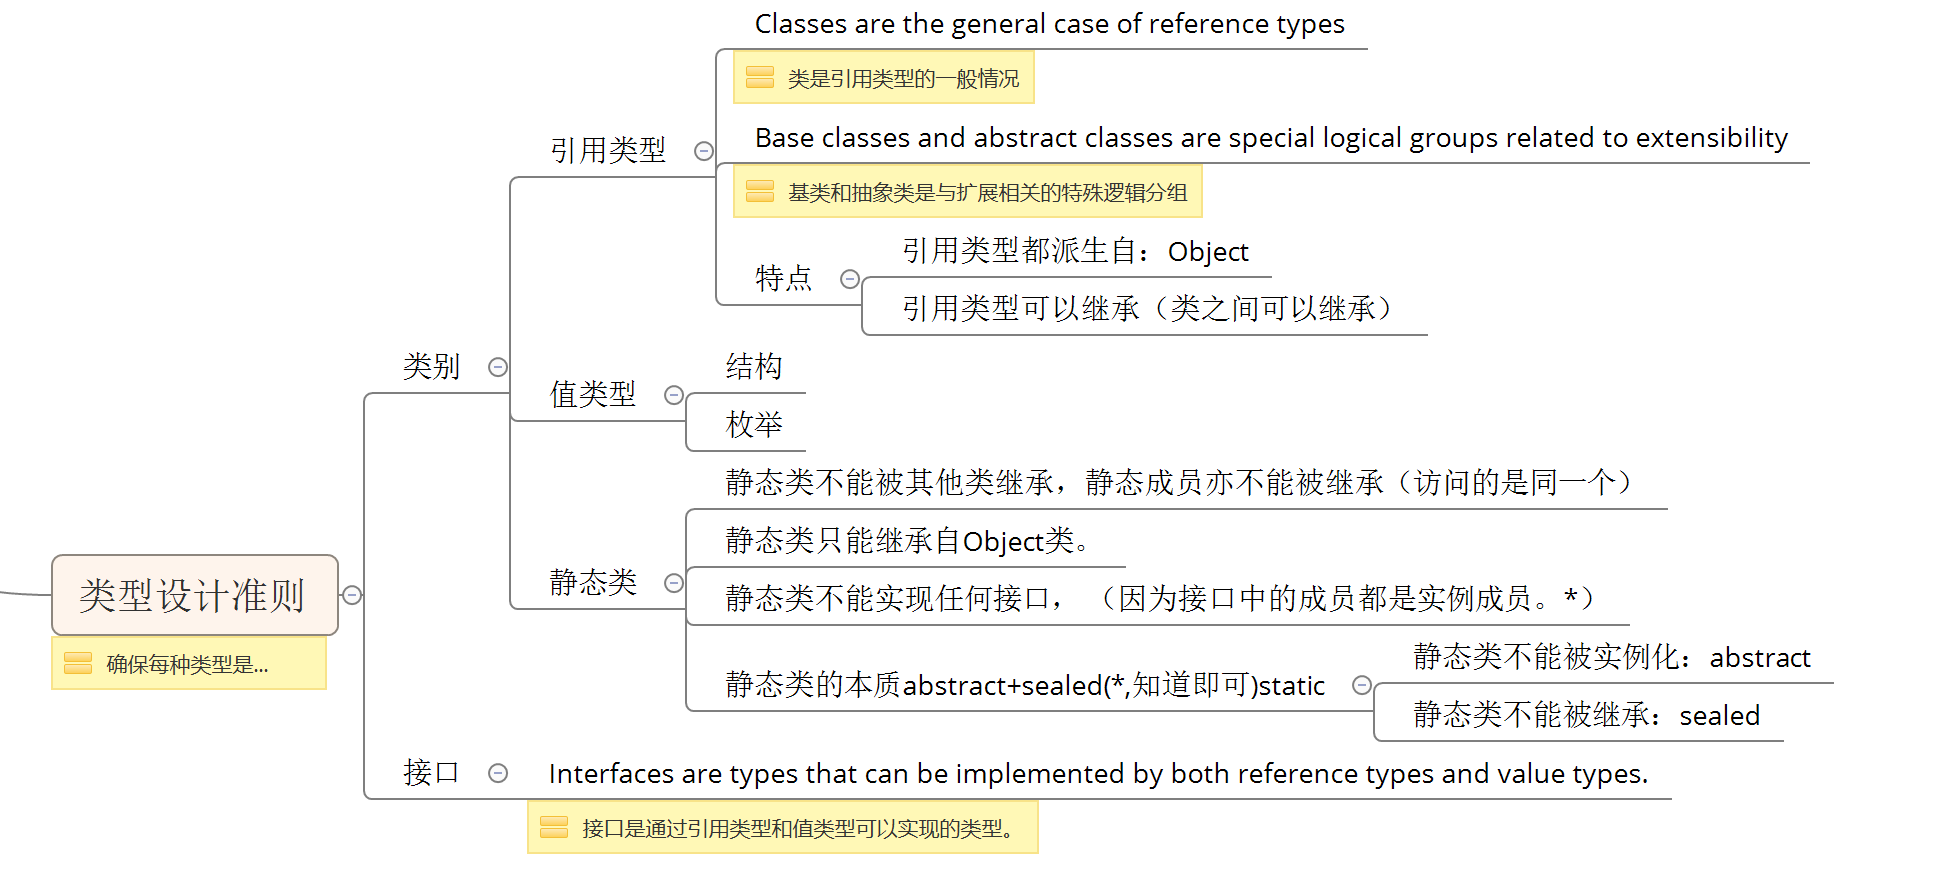 Classes are the general case of reference types
类是引用类型的一般情况
引用类型
Base classes and abstract classes are special logical groups related to extensibility
基类和抽象类是与扩展相关的特殊逻辑分组
引用类型都派生自：Object
特点
引用类型可以继承（类之间可以继承）
类别
结构
值类型
枚举
静态类不能被其他类继承，静态成员亦不能被继承（访问的是同一个）
静态类只能继承自Object类。
静态类
静态类不能实现任何接口，（因为接口中的成员都是实例成员。*）
静态类的本质abstract+sealed(*,知道即可)static
静态类不能被实例化：abstract
静态类不能被继承：sealed
类型设计准则
确保每种类型是...
接口
Interfaces are types that can be implemented by both reference types and value types.
接口是通过引用类型和值类型可以实现的类型。